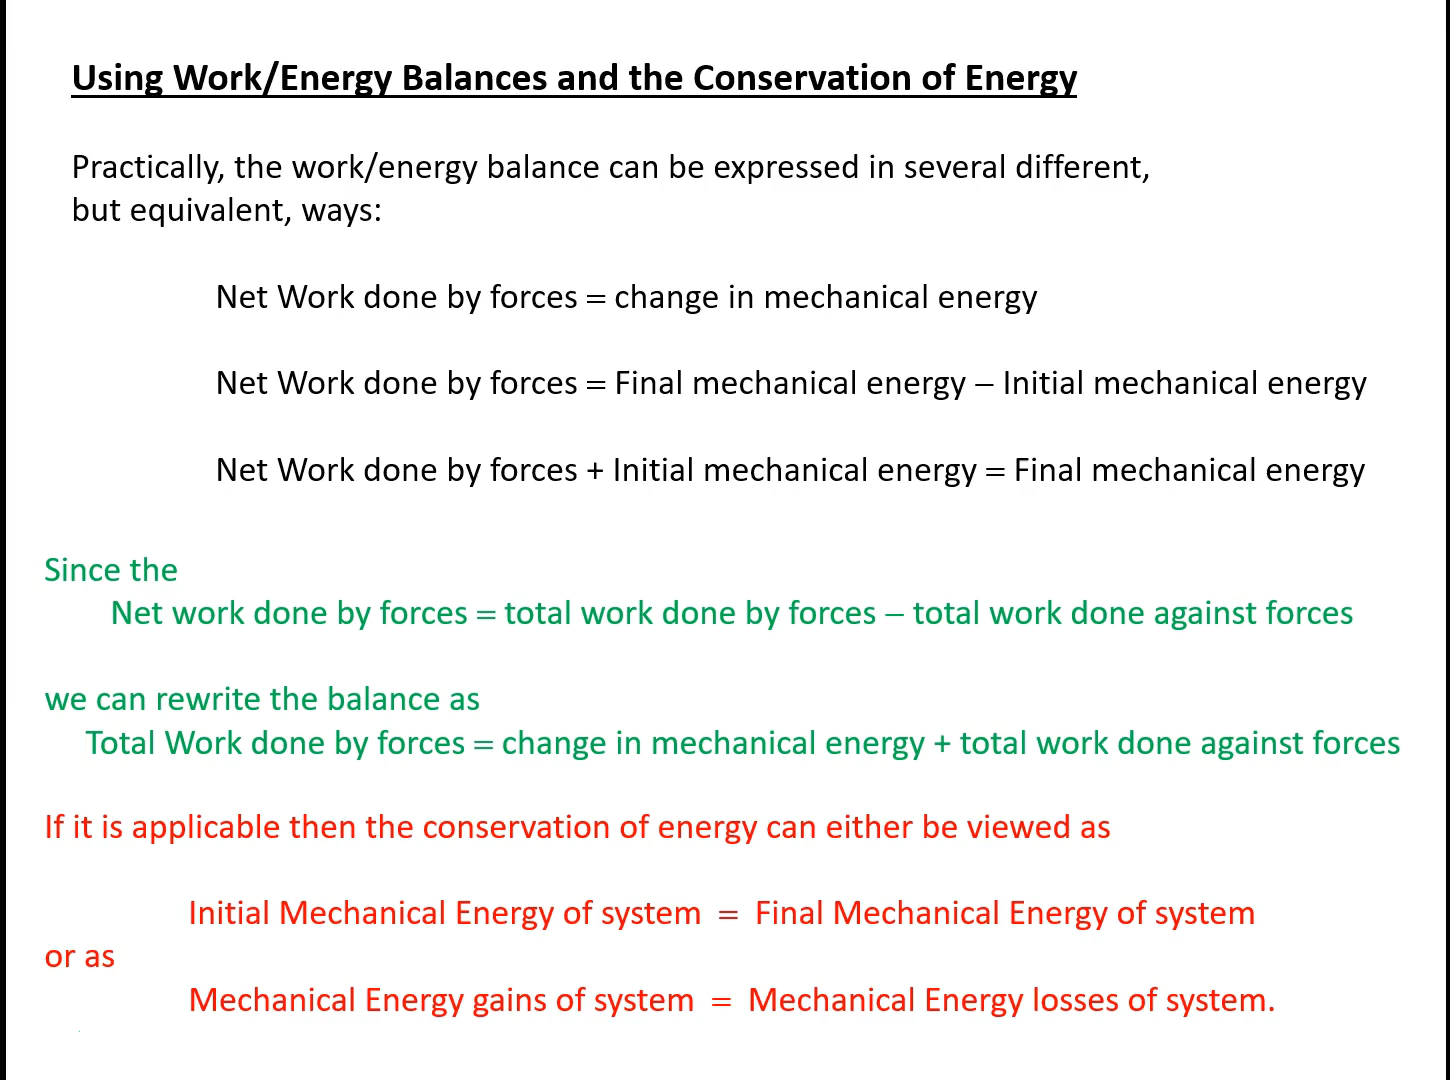 Using Work/Energy Balances and the Conservation of Energy
Practically, the work/energy balance can be expressed in several different,
but equivalent, ways:
Net Work done by forces = change in mechanical energy
Net Work done by forces = Final mechanical energy – Initial mechanical energy
Net Work done by forces + Initial mechanical energy = Final mechanical energy
Since the
Net work done by forces = total work done by forces – total work done against forces
we can rewrite the balance as
Total Work done by forces = change in mechanical energy + total work done against forces
If it is applicable then the conservation of energy can either be viewed as
Initial Mechanical Energy of system = Final Mechanical Energy of system
or as
Mechanical Energy gains of system = Mechanical Energy losses of system.